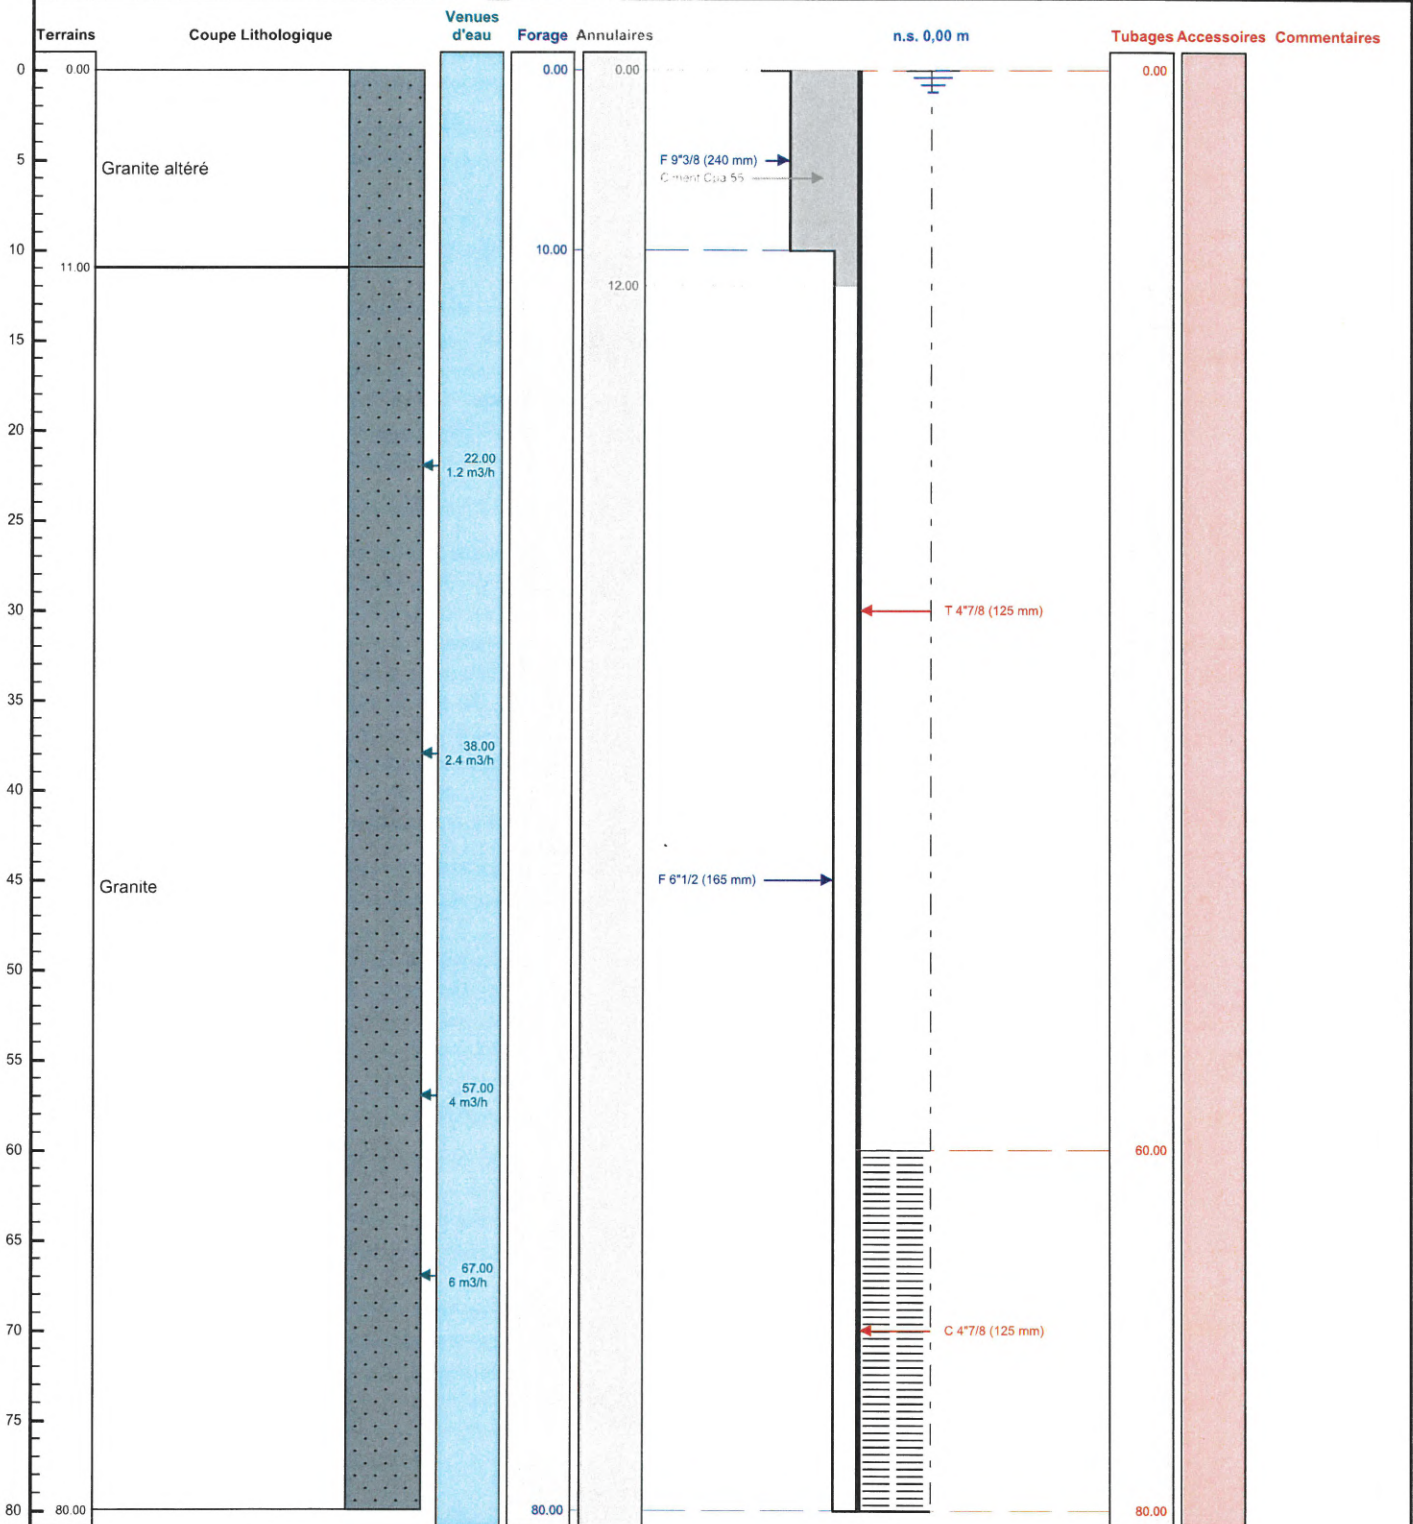 Terrains Coupe Lithologique Venues d'eau Forage Annulaires n.s. 0,00 m Tubages Accessoires Commentaires
0 0.00 0.00 0.00 0.00
5 Granite altéré F 9"3/8 (240 mm)
Ciment Cpa 55
10 10.00
11.00
12.00
15
20
22.00
1.2 m3/h
25
30 T 4"7/8 (125 mm)
35
38.00
2.4 m3/h
40
45 Granite F 6"1/2 (165 mm)
50
55
57.00
4 m3/h
60 60.00
65
67.00
6 m3/h
70 C 4"7/8 (125 mm)
75
80 80.00 80.00 80.00